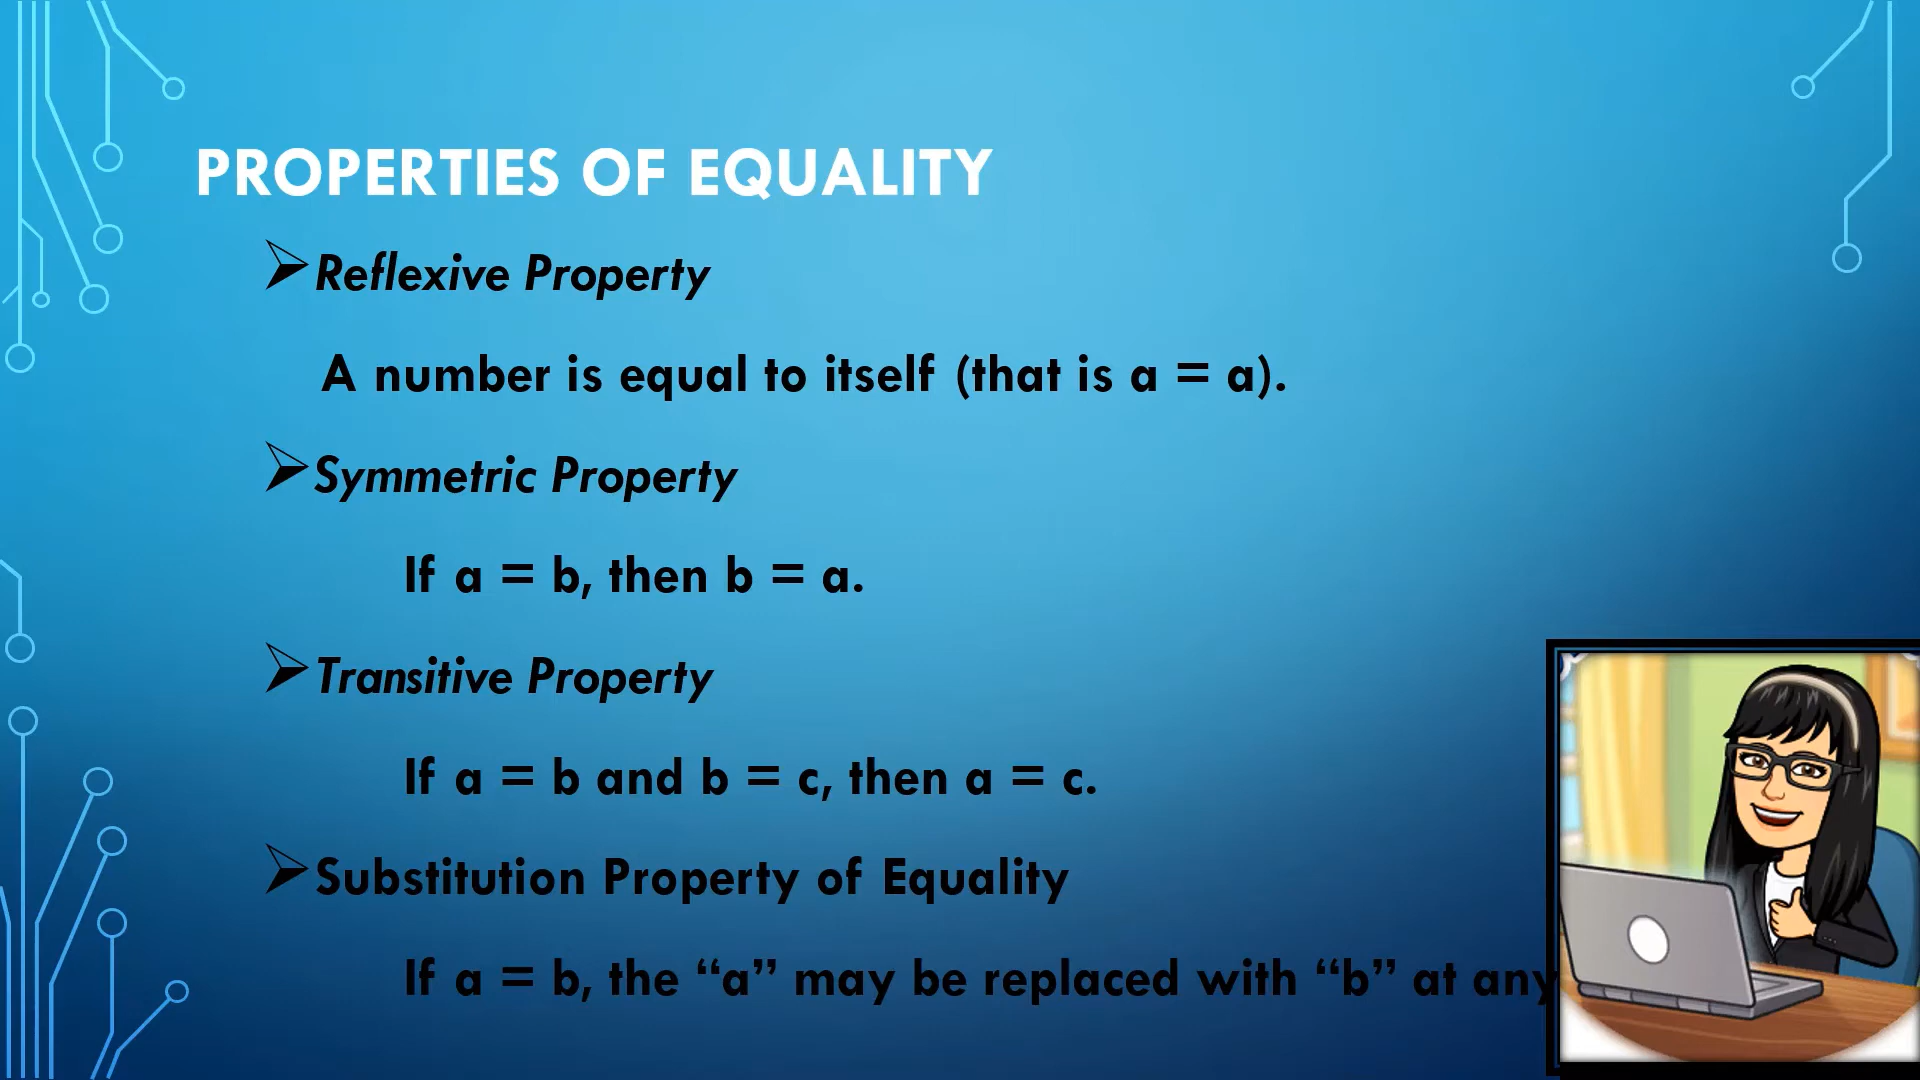 PROPERTIES OF EQUALITY
Reflexive Property
A number is equal to itself (that is a = a).
Symmetric Property
If a = b, then b = a.
Transitive Property
If a = b and b = c, then a = c.
Substitution Property of Equality
If a = b, the “a” may be replaced with “b” at any